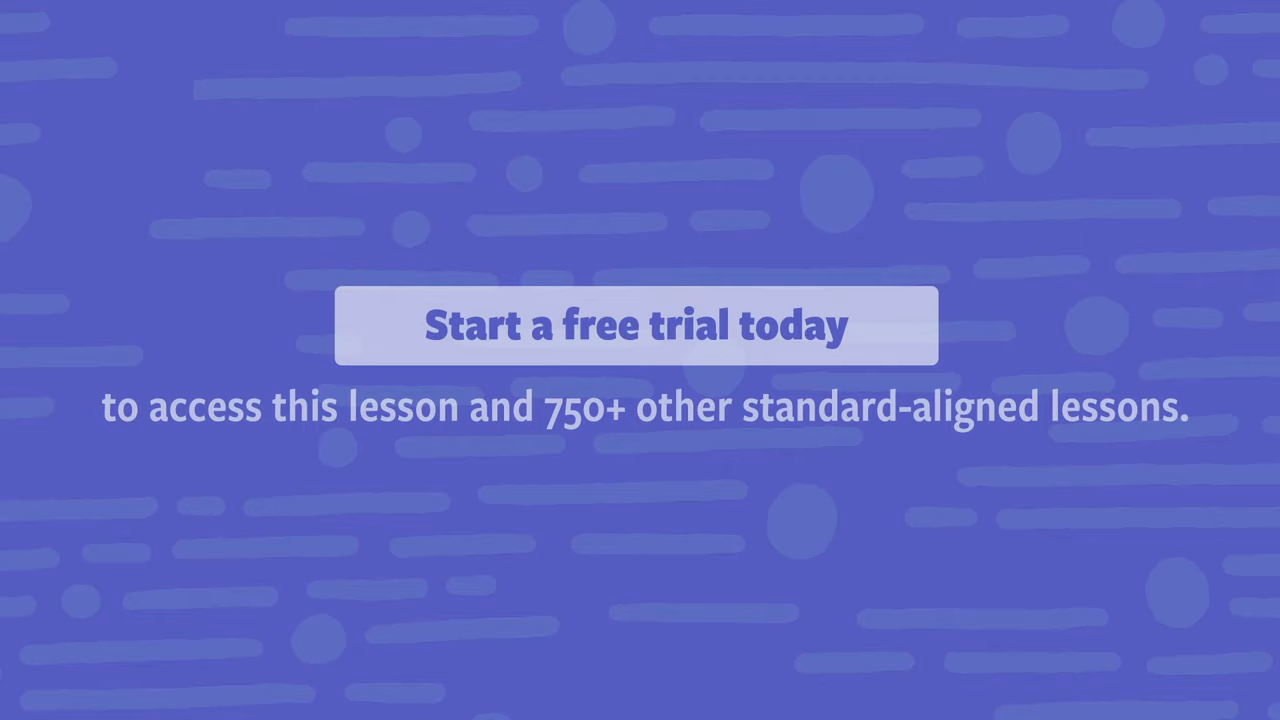 Start a free trial today
to access this lesson and 750+ other standard-aligned lessons.